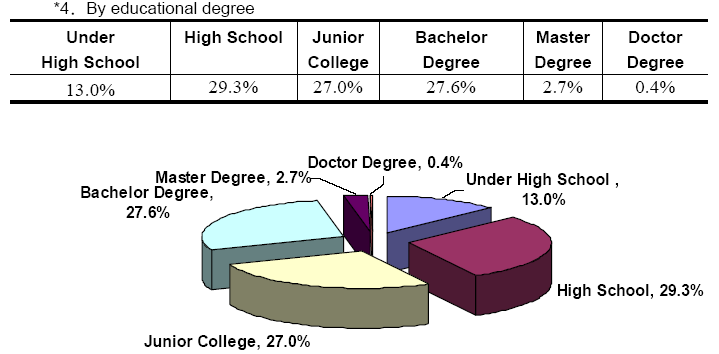 *4．By educational degree
Under High School Junior Bachelor Master Doctor
High School College Degree Degree Degree
13.0% 29.3% 27.0% 27.6% 2.7% 0.4%
Doctor Degree, 0.4%
Master Degree, 2.7%
Under High School ,
13.0%
Bachelor Degree,
27.6%
High School, 29.3%
Junior College, 27.0%